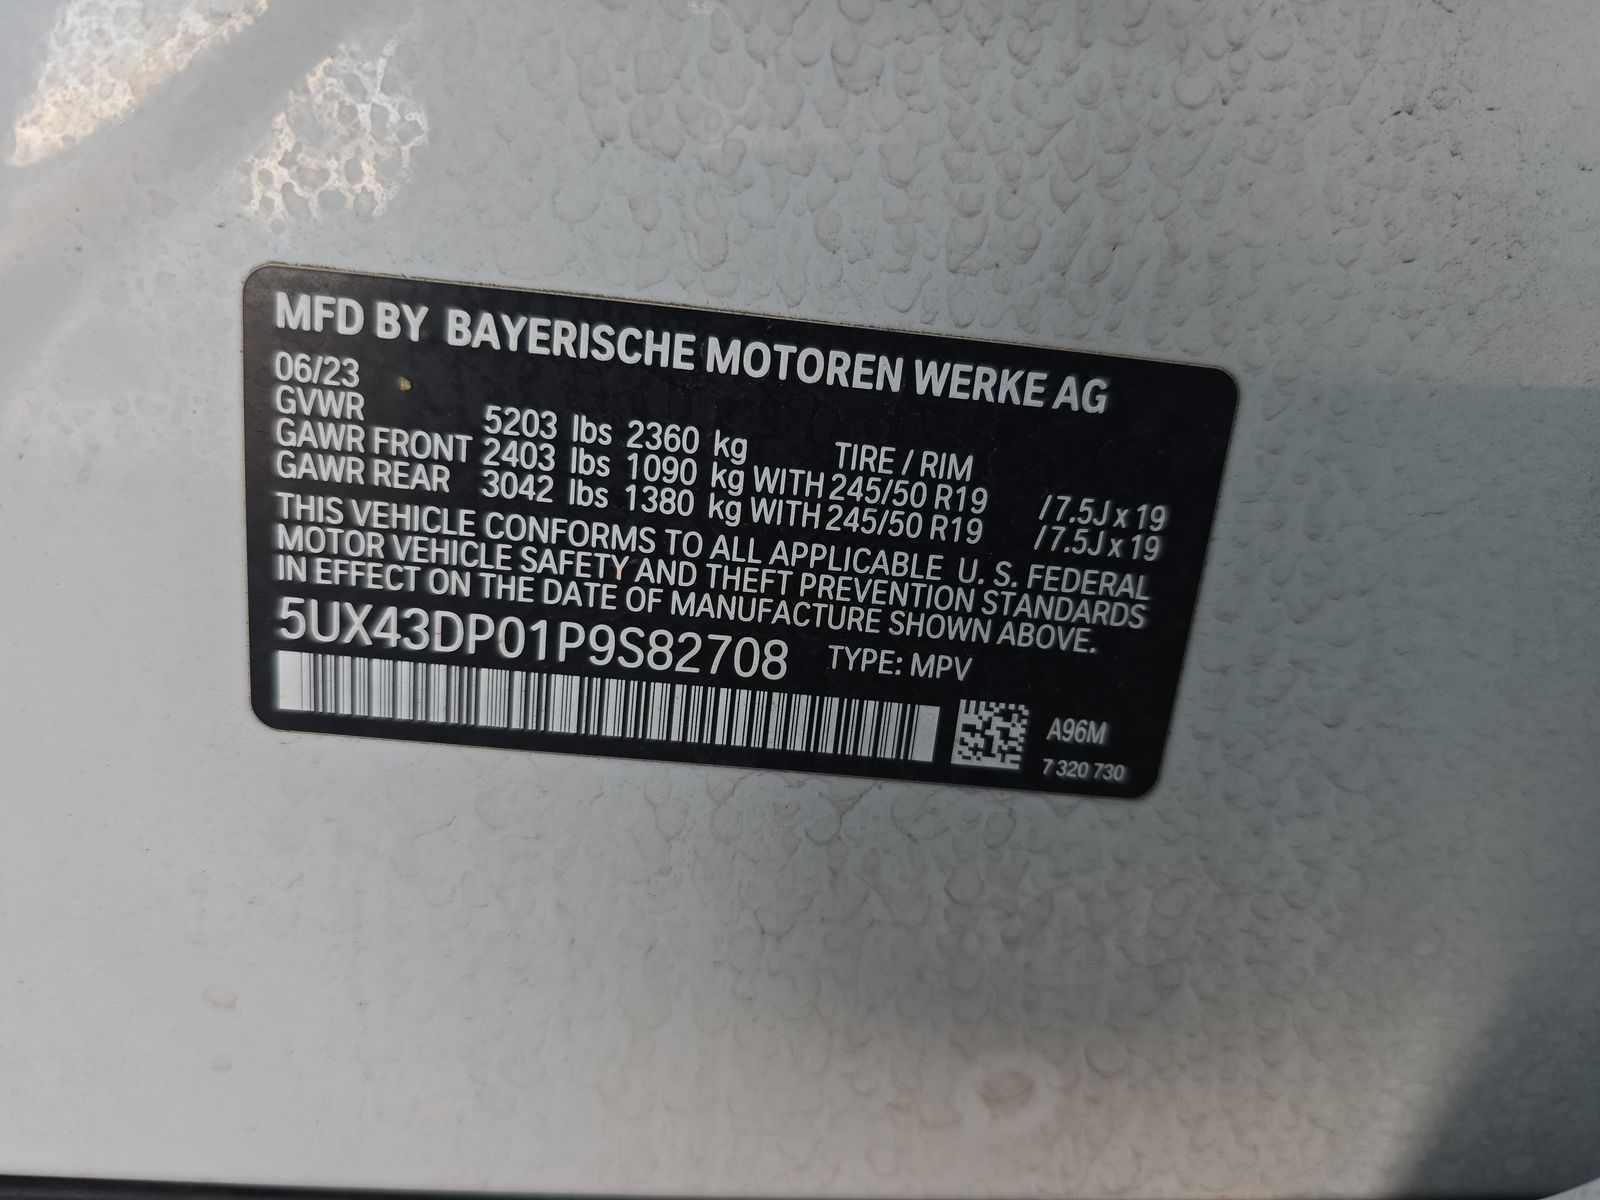 MFD BY BAYERISCHE MOTOREN WERKE AG
06/23
GVWR 5203 lbs 2360 kg TIRE / RIM
GAWR FRONT 2403 lbs 1090 kg WITH 245/50 R19 / 7.5J x 19
GAWR REAR 3042 lbs 1380 kg WITH 245/50 R19 / 7.5J x 19
THIS VEHICLE CONFORMS TO ALL APPLICABLE U. S. FEDERAL
MOTOR VEHICLE SAFETY AND THEFT PREVENTION STANDARDS
IN EFFECT ON THE DATE OF MANUFACTURE SHOWN ABOVE.
5UX43DP01P9S82708 TYPE: MPV
A96M
7 320 730